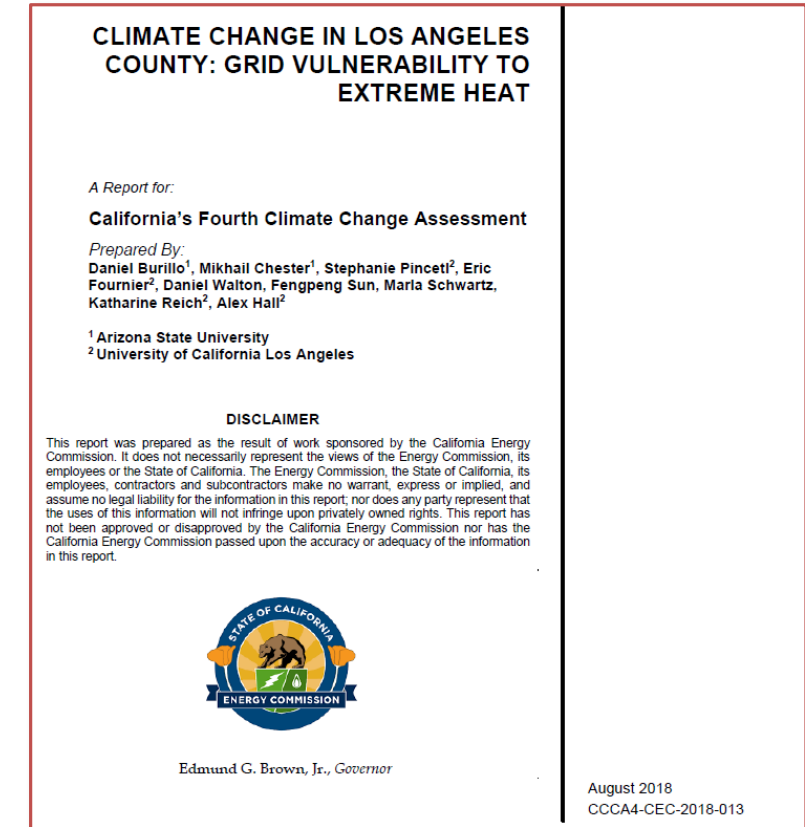 CLIMATE CHANGE IN LOS ANGELES
COUNTY: GRID VULNERABILITY TO
EXTREME HEAT
A Report for:
California's Fourth Climate Change Assessment
Prepared By:
Daniel Burillo¹, Mikhail Chester¹, Stephanie Pincetl², Eric
Fournier², Daniel Walton, Fengpeng Sun, Marla Schwartz,
Katharine Reich², Alex Hall²
¹ Arizona State University
² University of California Los Angeles
DISCLAIMER
This report was prepared as the result of work sponsored by the California Energy
Commission. It does not necessarily represent the views of the Energy Commission, its
employees or the State of California. The Energy Commission, the State of California, its
employees, contractors and subcontractors make no warrant, express or implied, and
assume no legal liability for the information in this report; nor does any party represent that
the uses of this information will not infringe upon privately owned rights. This report has
not been approved or disapproved by the California Energy Commission nor has the
California Energy Commission passed upon the accuracy or adequacy of the information
in this report.
STATE OF CALIFORNIA
ENERGY COMMISSION
Edmund G. Brown, Jr., Governor
August 2018
CCCA4-CEC-2018-013